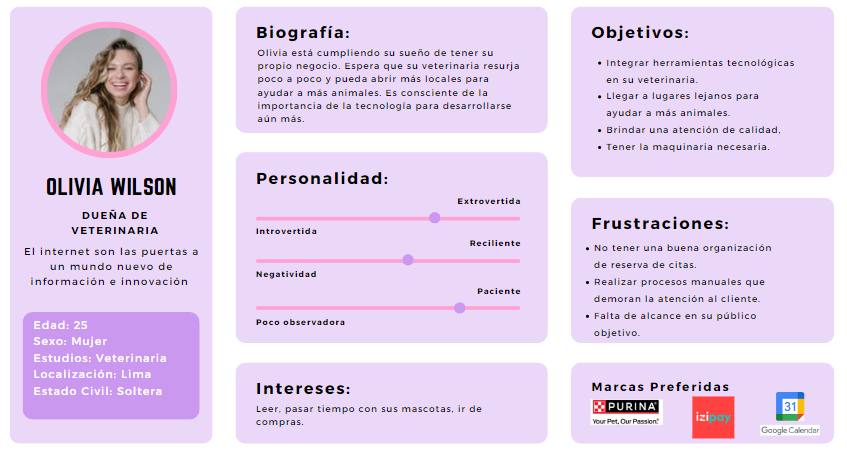 OLIVIA WILSON
DUEÑA DE
VETERINARIA
El internet son las puertas a
un mundo nuevo de
información e innovación
Edad: 25
Sexo: Mujer
Estudios: Veterinaria
Localización: Lima
Estado Civil: Soltera
Biografía:
Olivia está cumpliendo su sueño de tener su
propio negocio. Espera que su veterinaria resurja
poco a poco y pueda abrir más locales para
ayudar a más animales. Es consciente de la
importancia de la tecnología para desarrollarse
aún más.
Personalidad:
Extrovertida
Introvertida
Reciliente
Negatividad
Paciente
Poco observadora
Intereses:
Leer, pasar tiempo con sus mascotas, ir de
compras.
Objetivos:
Integrar herramientas tecnológicas
en su veterinaria.
Llegar a lugares lejanos para
ayudar a más animales.
Brindar una atención de calidad,
Tener la maquinaria necesaria.
Frustraciones:
No tener una buena organización
de reserva de citas.
Realizar procesos manuales que
demoran la atención al cliente.
Falta de alcance en su público
objetivo.
Marcas Preferidas
PURINA
Your Pet, Our Passion.
izipay
31
Google Calendar